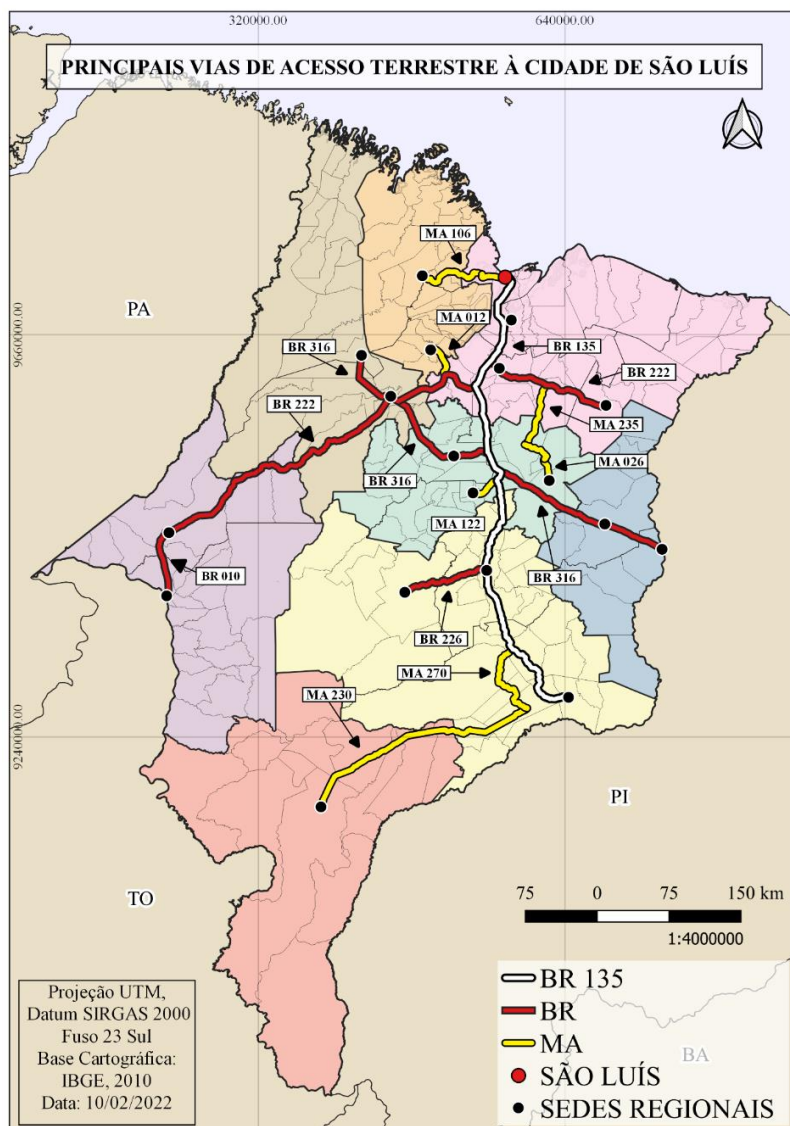 320000.00
640000.00
PRINCIPAIS VIAS DE ACESSO TERRESTRE À CIDADE DE SÃO LUÍS
MA 106
PA
MA 012
9660000.00
BR 316
BR 135
BR 222
BR 222
MA 235
BR 316
MA 026
MA 122
BR 010
BR 316
BR 226
MA 270
MA 230
9240000.00
PI
TO
75 0 75 150 km
1:4000000
BR 135
BR
MA
SÃO LUÍS
SEDES REGIONAIS
BA
Projeção UTM,
Datum SIRGAS 2000
Fuso 23 Sul
Base Cartográfica:
IBGE, 2010
Data: 10/02/2022